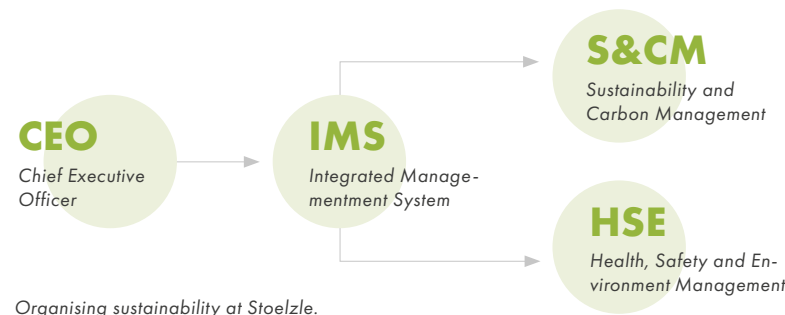 CEO
Chief Executive
Officer
IMS
Integrated Manage-
mentment System
S&CM
Sustainability and
Carbon Management
HSE
Health, Safety and En-
vironment Management
Organising sustainability at Stoelzle.